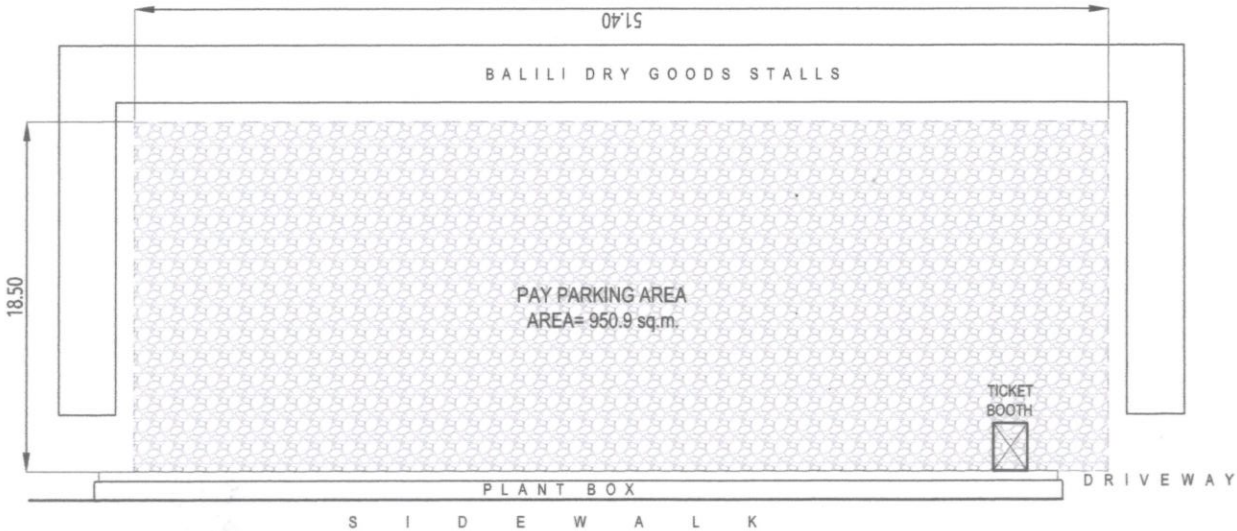 51.40
BALILI DRY GOODS STALLS
18.50
PAY PARKING AREA
AREA= 950.9 sq.m.
TICKET
BOOTH
DRIVEWAY
PLANT BOX
SIDEWALK